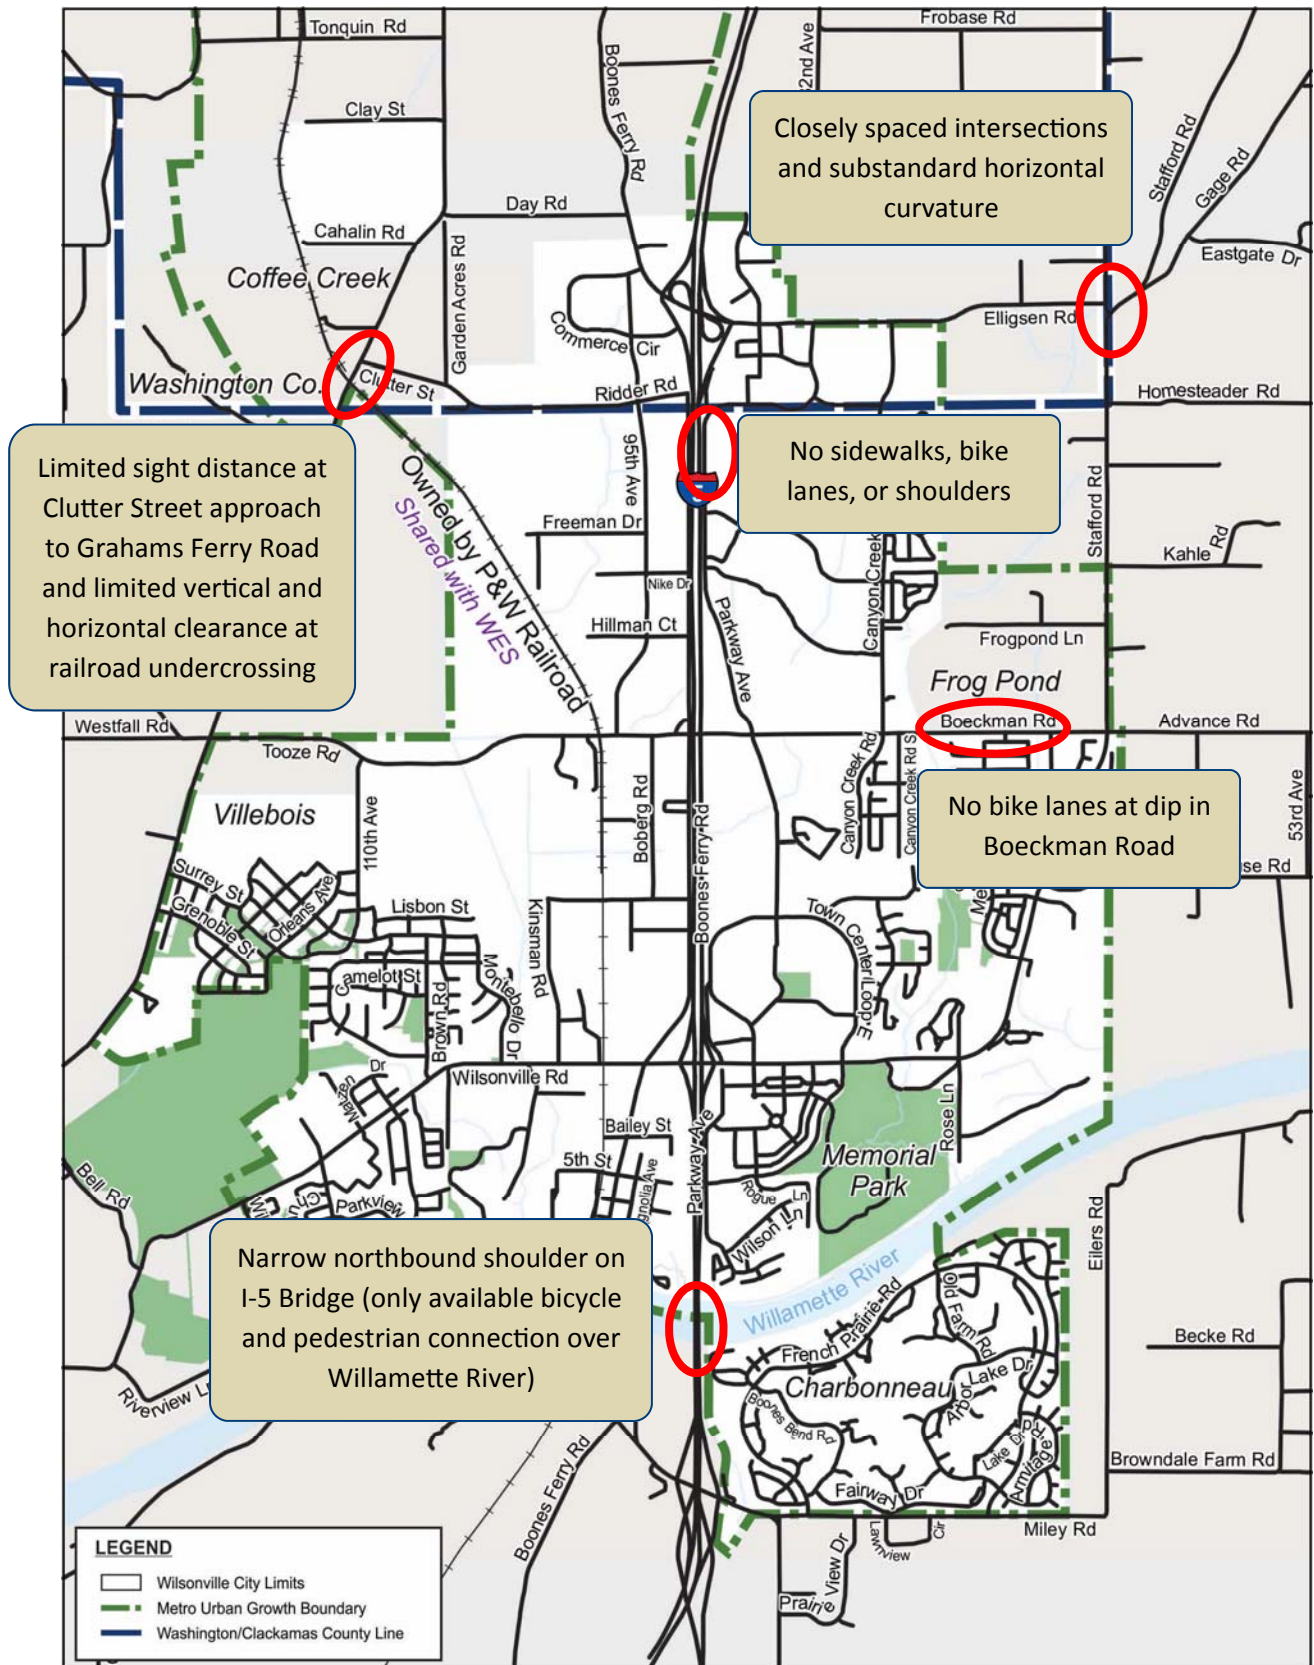 Tonquin Rd
Frobase Rd
Boones Ferry Rd
Clay St
Closely spaced intersections
and substandard horizontal
curvature
Stafford Rd
Gage Rd
Day Rd
Cahalin Rd
Eastgate Dr
Coffee Creek
Garden Acres Rd
Commerce Cir
Elligsen Rd
Washington Co.
Clutter St
Ridder Rd
Homesteader Rd
Limited sight distance at
Clutter Street approach
to Grahams Ferry Road
and limited vertical and
horizontal clearance at
railroad undercrossing
No sidewalks, bike
lanes, or shoulders
95th Ave
5
Owned by P&W Railroad
Shared with WES
Freeman Dr
Stafford Rd
Kahle Rd
Nike Dr
Canyon Creek
Hillman Ct
Parkway Ave
Frogpond Ln
Frog Pond
Westfall Rd
Boeckman Rd
Advance Rd
Tooze Rd
Canyon Creek Rd
Canyon Creek Rd S
No bike lanes at dip in
Boeckman Road
53rd Ave
Villebois
110th Ave
Boberg Rd
Boones Ferry Rd
Surrey St
Grenoble St
Orleans Ave
Lisbon St
Kinsman Rd
Town Center Loop E
Camelot St
Brown Rd
Montebello Dr
Wilsonville Rd
Rose Ln
Bailey St
Parkway Ave
5th St
Memorial
Park
Bell Rd
Parkview
Rogue Ln
Wilson Ln
Eilers Rd
Narrow northbound shoulder on
I-5 Bridge (only available bicycle
and pedestrian connection over
Willamette River)
Willamette River
French Prairie Rd
Old Farm Rd
Becke Rd
Charbonneau
Arbor Lake Dr
Boones Bend Rd
Lake Dr
Armitage
Browndale Farm Rd
Fairway Dr
Boones Ferry Rd
Miley Rd
Lawnview Cir
Prairie View Dr
LEGEND
Wilsonville City Limits
Metro Urban Growth Boundary
Washington/Clackamas County Line